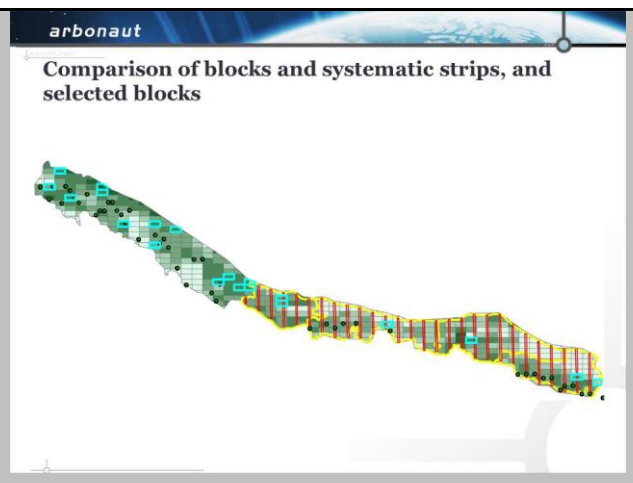 arbonaut
Comparison of blocks and systematic strips, and
selected blocks